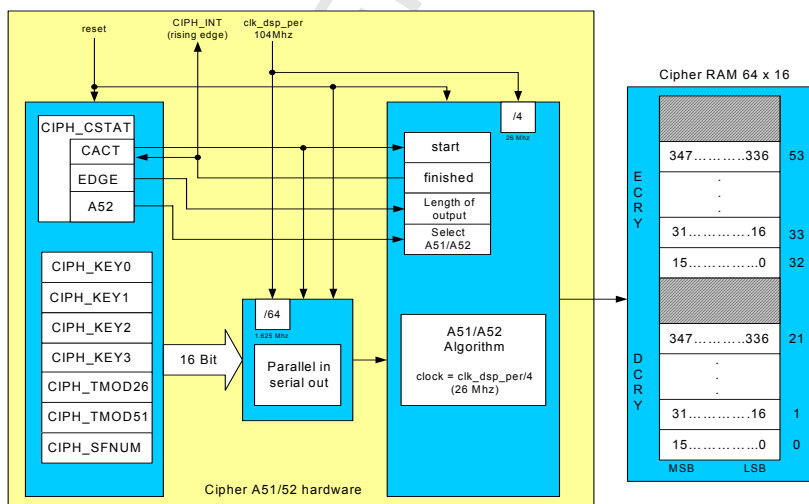 reset
CIPH_INT
(rising edge)
clk_dsp_per
104Mhz
CIPH_CSTAT
CACT
EDGE
A52
CIPH_KEY0
CIPH_KEY1
CIPH_KEY2
CIPH_KEY3
CIPH_TMOD26
CIPH_TMOD51
CIPH_SFNUM
16 Bit
/64
1.625 Mhz
Parallel in
serial out
/4
26 Mhz
start
finished
Length of
output
Select
A51/A52
A51/A52
Algorithm
clock = clk_dsp_per/4
(26 Mhz)
Cipher A51/52 hardware
Cipher RAM 64 x 16
ECRY
347...........336 53
.
.
.
31.............16 33
15...............0 32
DCRY
347...........336 21
.
.
.
31.............16 1
15...............0 0
MSB LSB